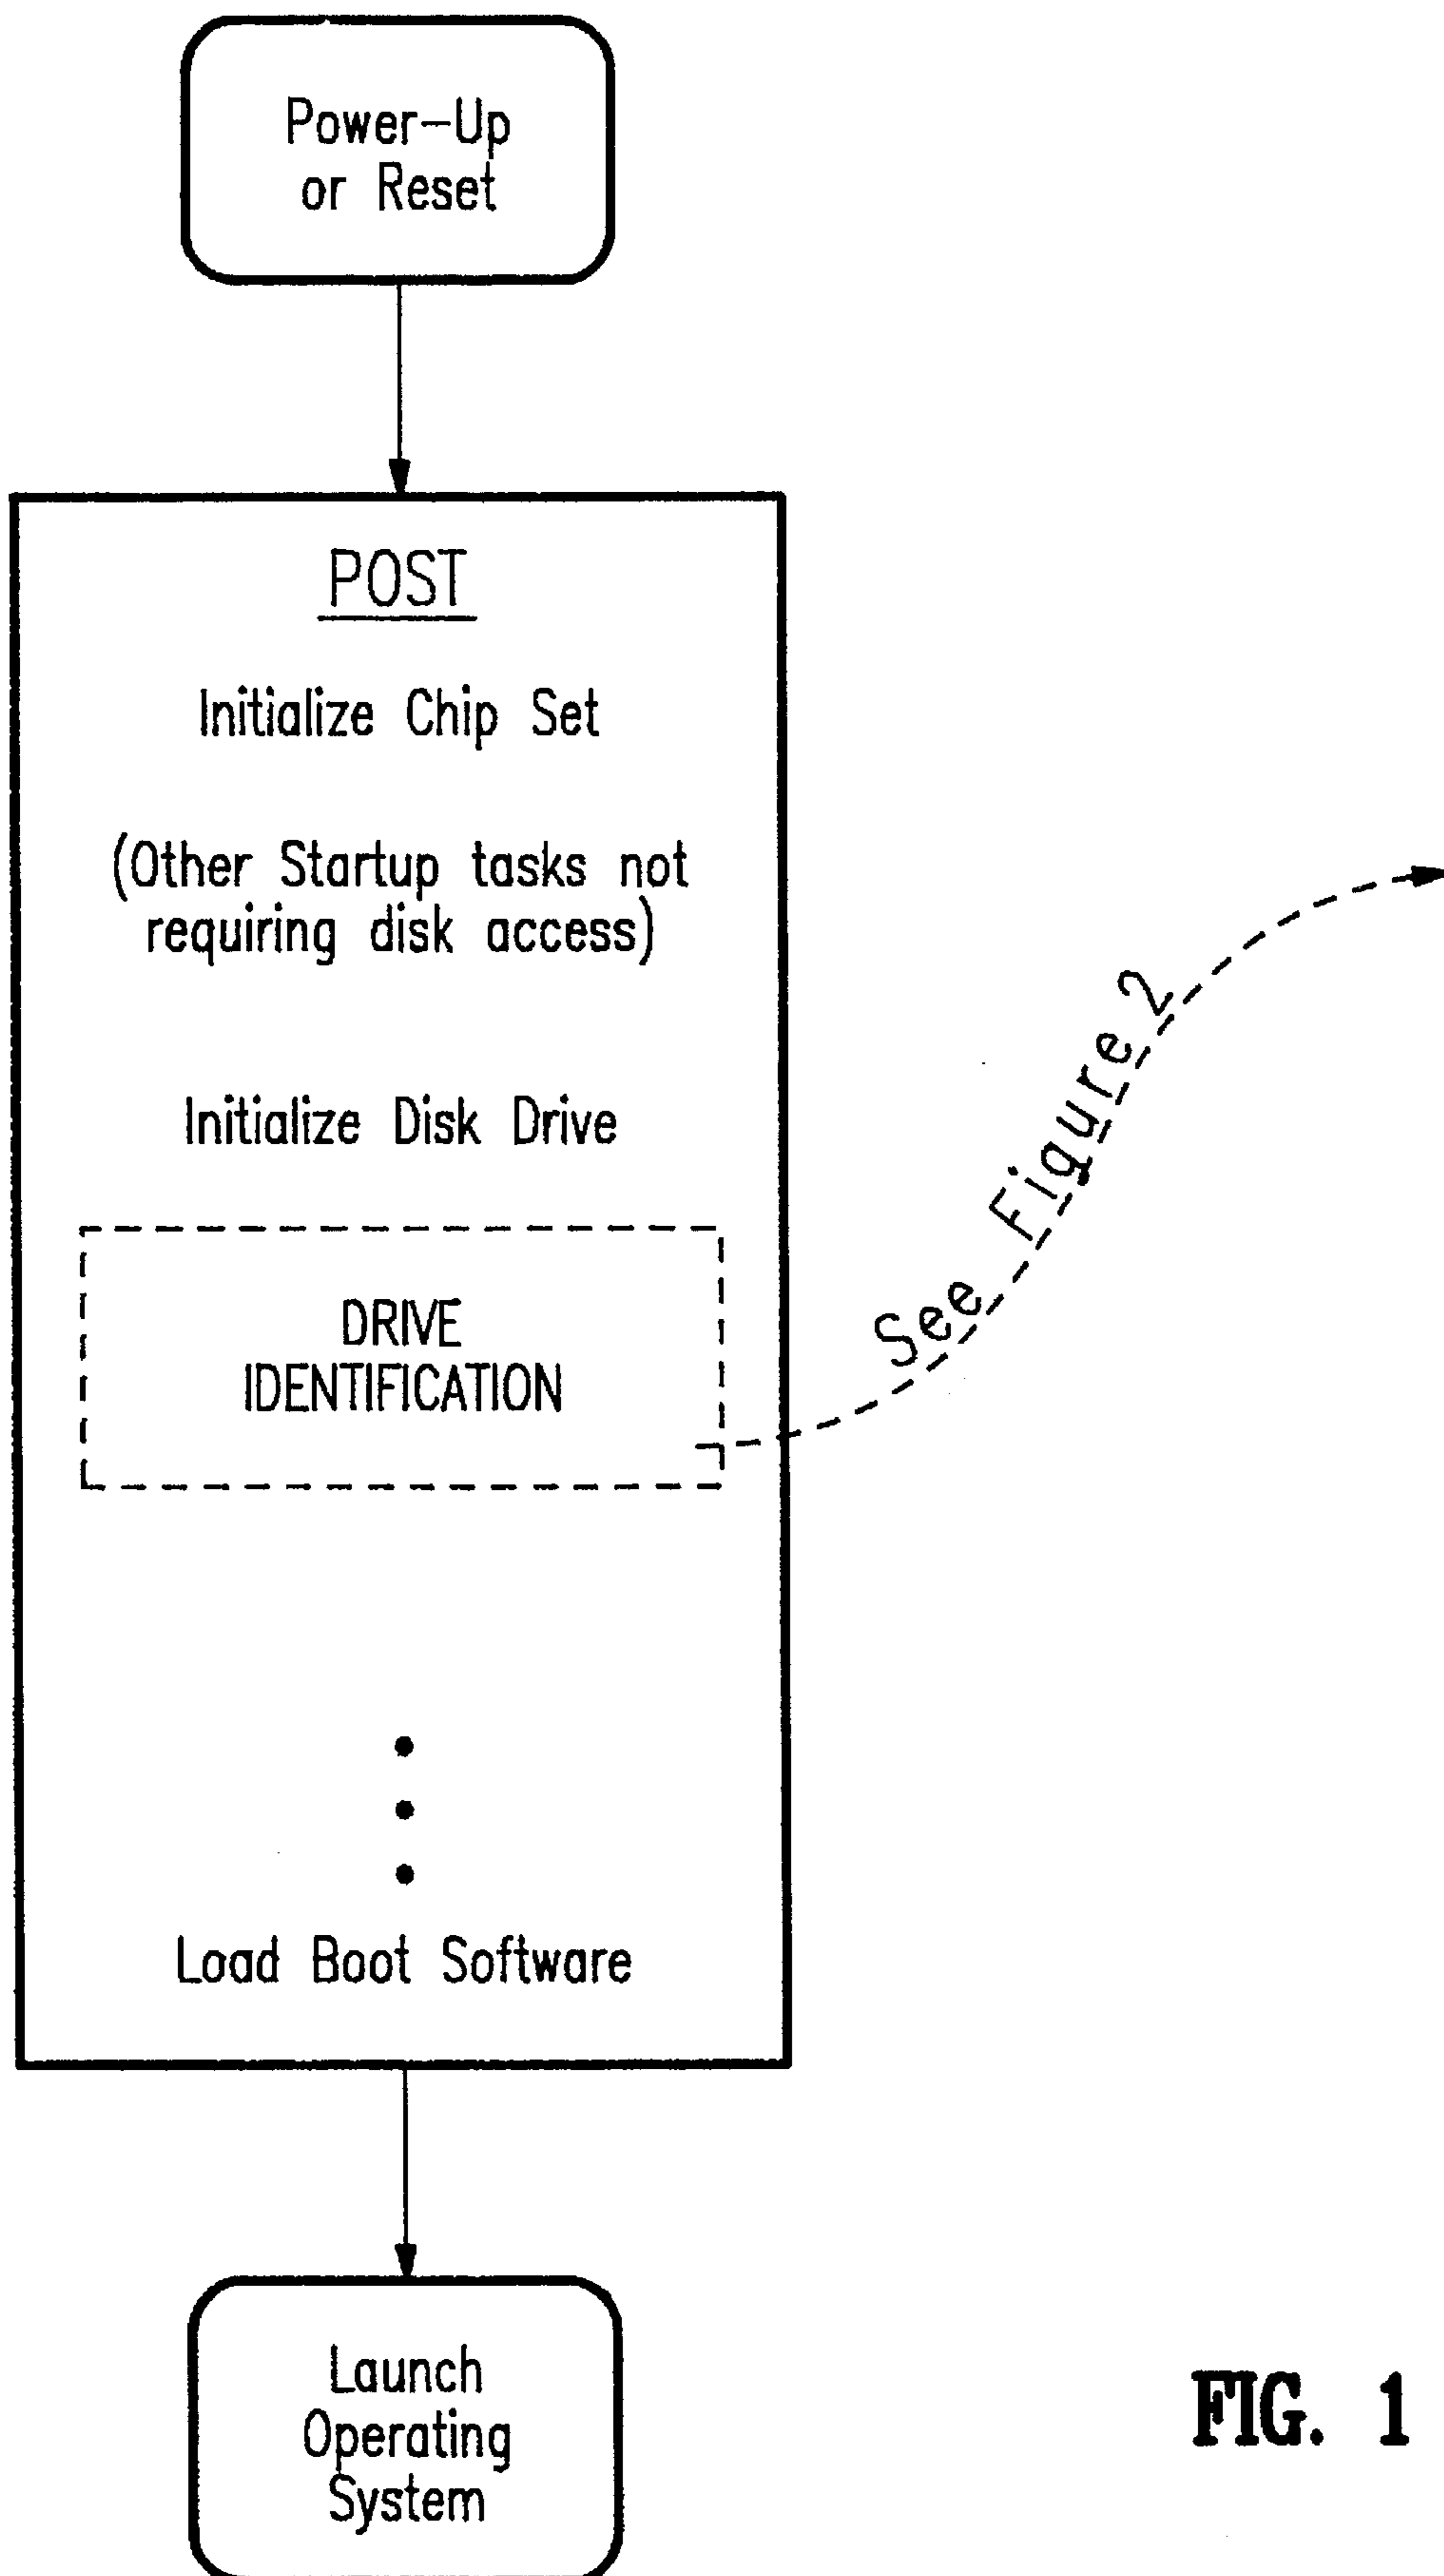 Power-Up
or Reset
POST
Initialize Chip Set
(Other Startup tasks not
requiring disk access)
Initialize Disk Drive
DRIVE
IDENTIFICATION
See Figure 2
Load Boot Software
Launch
Operating
System
FIG. 1